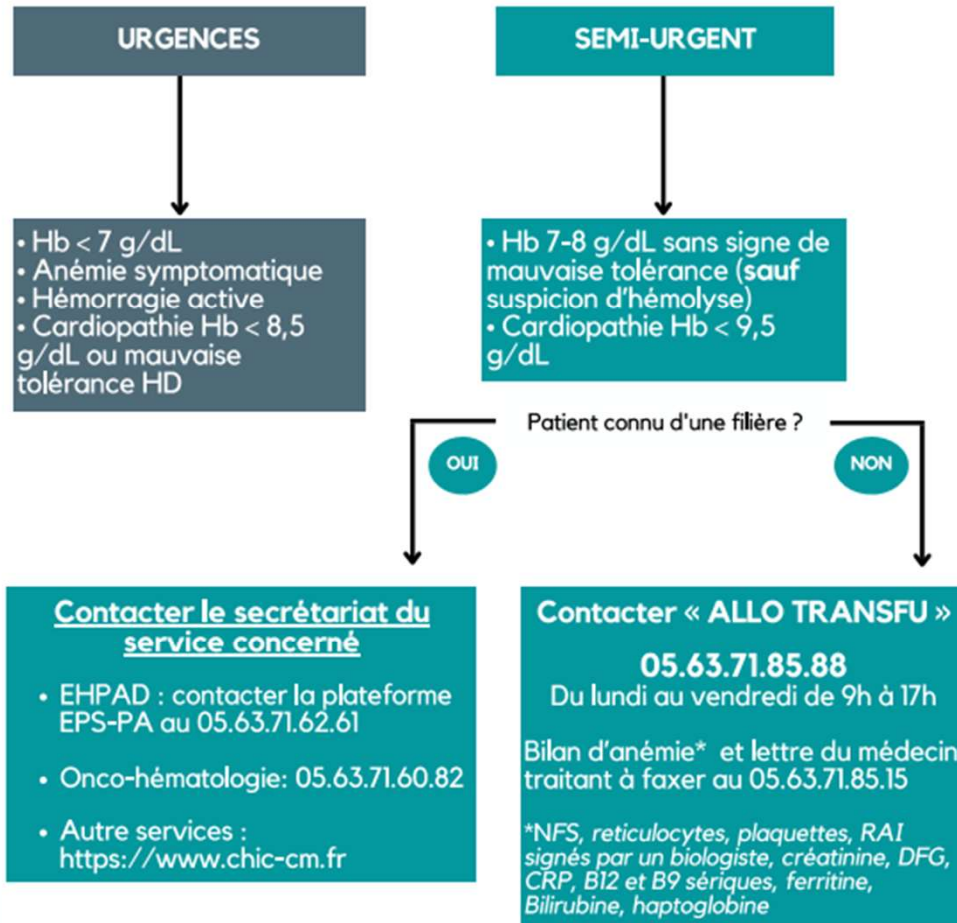 URGENCES
SEMI-URGENT
• Hb < 7 g/dL
• Anémie symptomatique
• Hémorragie active
• Cardiopathie Hb < 8,5
g/dL ou mauvaise
tolérance HD
• Hb 7-8 g/dL sans signe de
mauvaise tolérance (sauf
suspicion d'hémolyse)
• Cardiopathie Hb < 9,5
g/dL
Patient connu d'une filière ?
OUI
NON
Contacter le secrétariat du
service concerné
• EHPAD : contacter la plateforme
EPS-PA au 05.63.71.62.61
• Onco-hématologie: 05.63.71.60.82
• Autre services :
https://www.chic-cm.fr
Contacter « ALLO TRANSFU »
05.63.71.85.88
Du lundi au vendredi de 9h à 17h
Bilan d'anémie* et lettre du médecin
traitant à faxer au 05.63.71.85.15
*NFS, reticulocytes, plaquettes, RAI
signés par un biologiste, créatinine, DFG,
CRP, B12 et B9 sériques, ferritine,
Bilirubine, haptoglobine